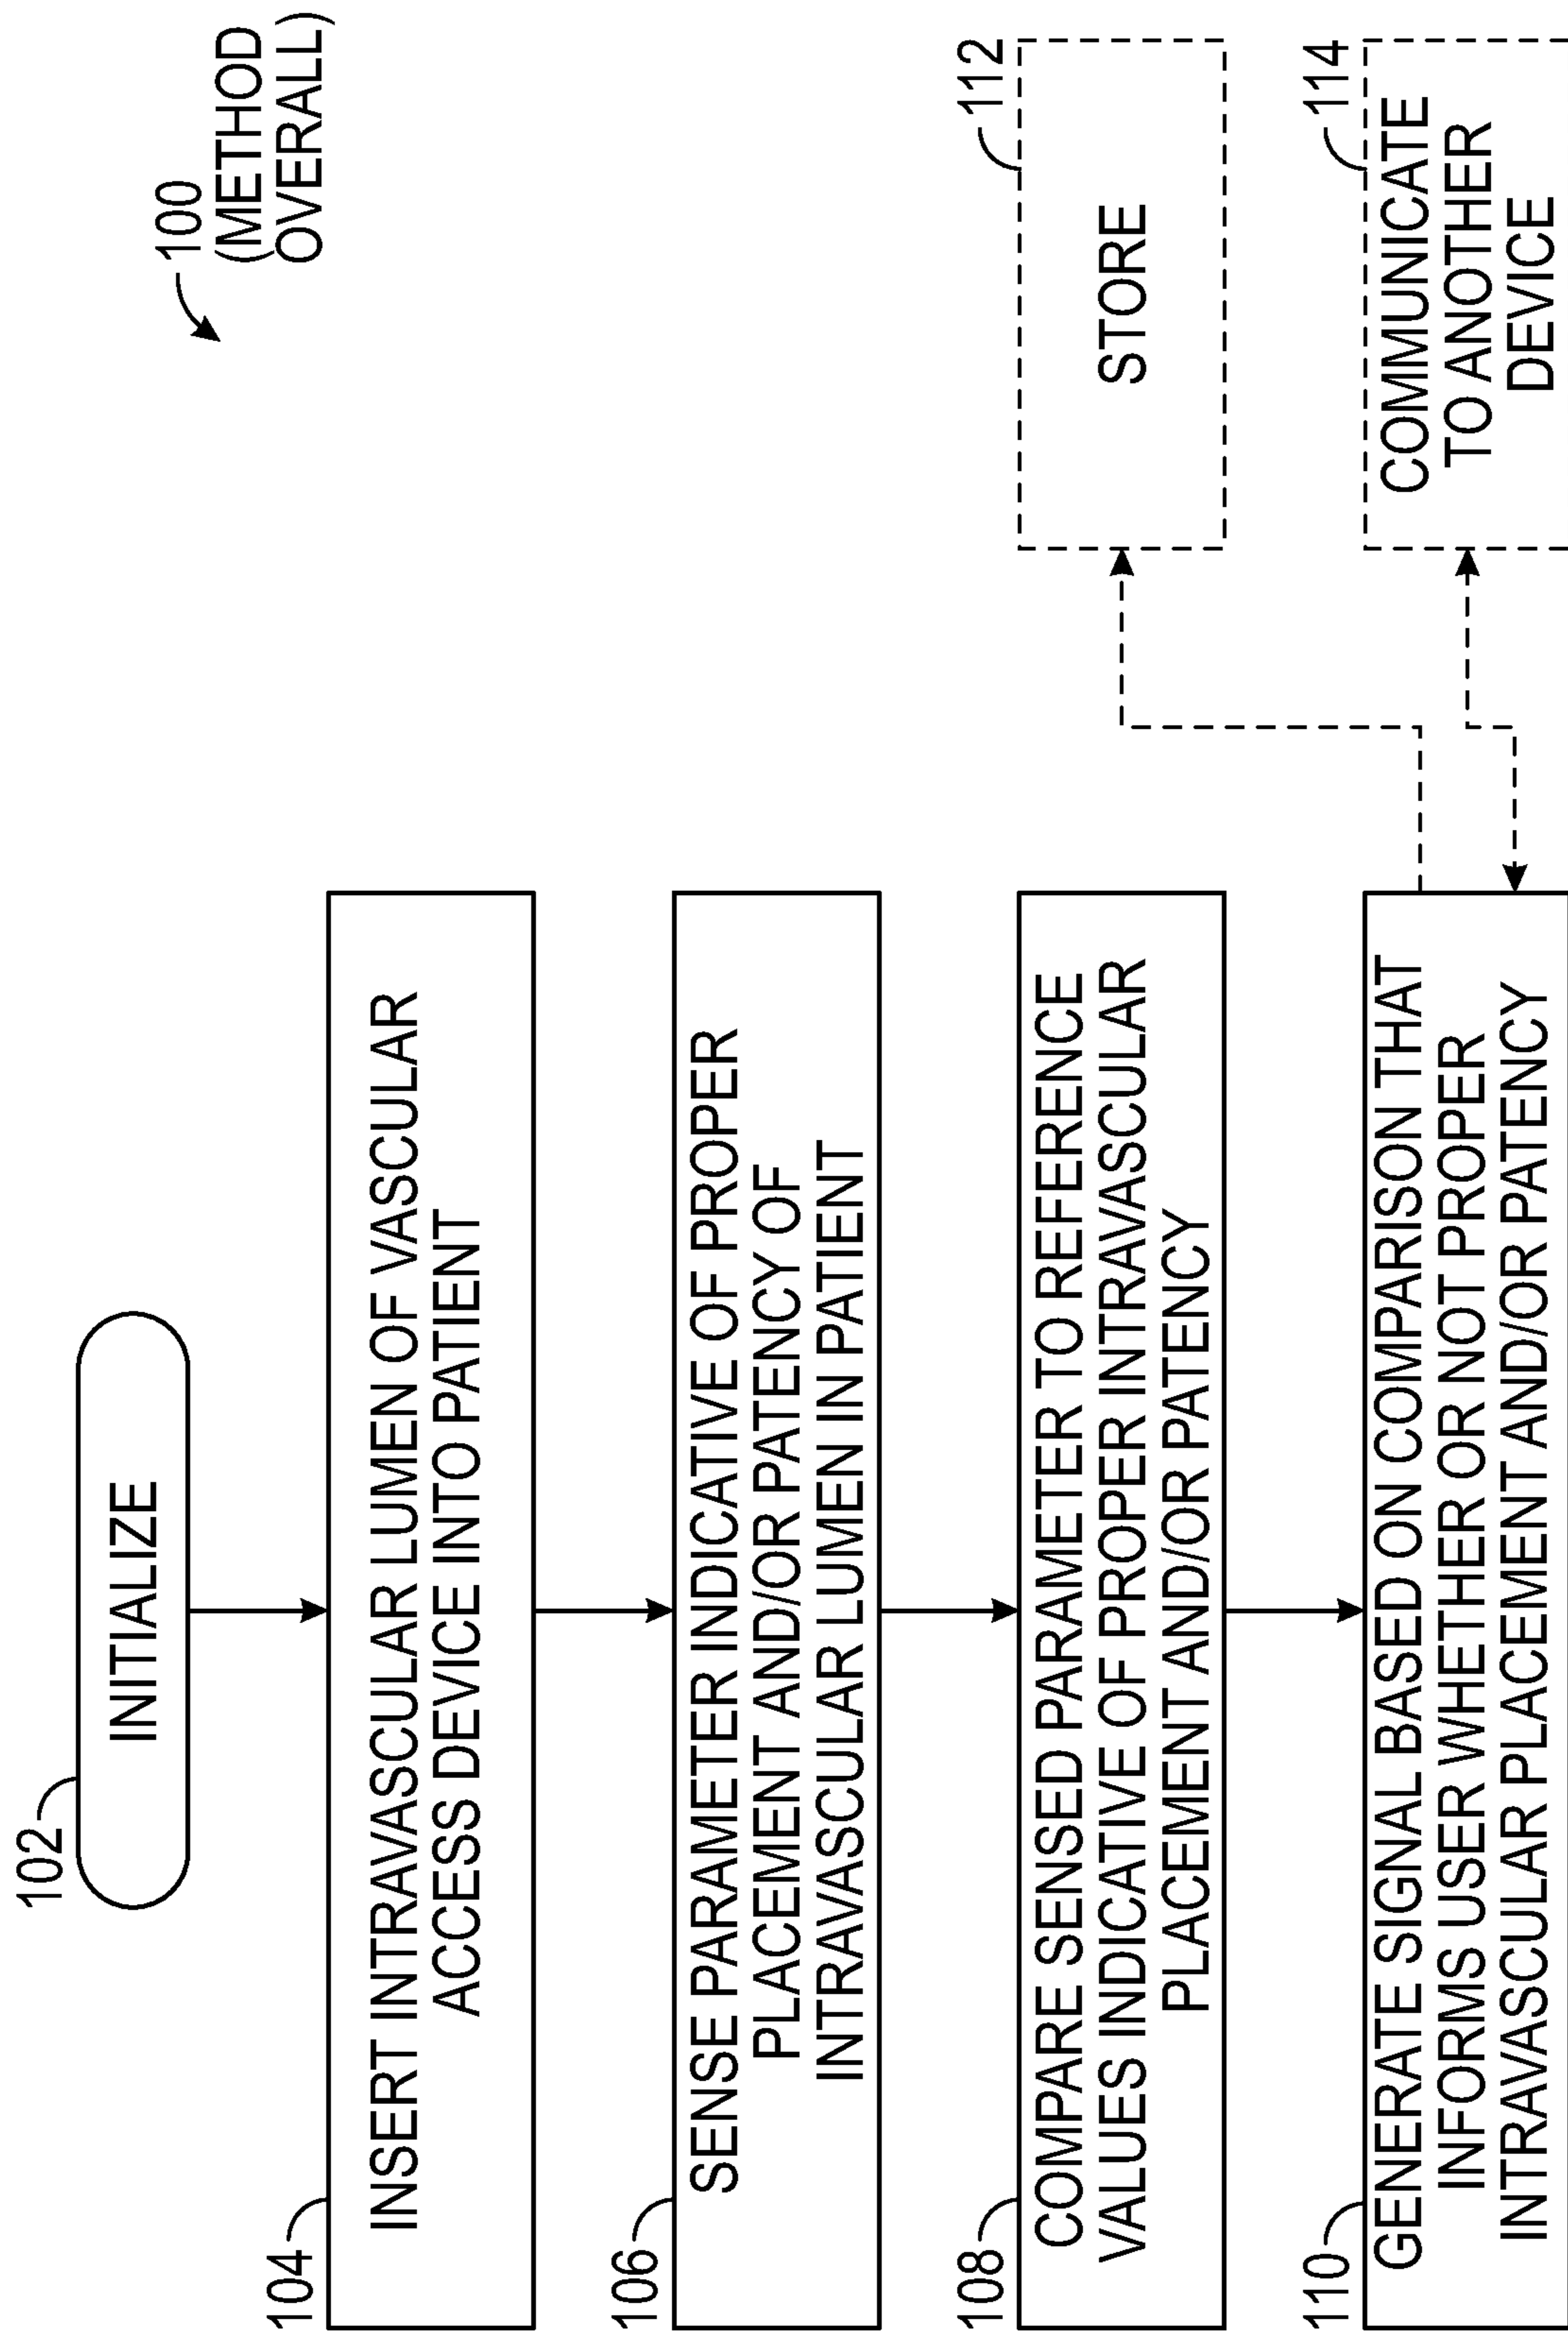 100
(METHOD
OVERALL)
102
INITIALIZE
104
INSERT INTRAVASCULAR LUMEN OF VASCULAR
ACCESS DEVICE INTO PATIENT
106
SENSE PARAMETER INDICATIVE OF PROPER
PLACEMENT AND/OR PATENCY OF
INTRAVASCULAR LUMEN IN PATIENT
108
COMPARE SENSED PARAMETER TO REFERENCE
VALUES INDICATIVE OF PROPER INTRAVASCULAR
PLACEMENT AND/OR PATENCY
112
STORE
110
GENERATE SIGNAL BASED ON COMPARISON THAT
INFORMS USER WHETHER OR NOT PROPER
INTRAVASCULAR PLACEMENT AND/OR PATENCY
114
COMMUNICATE
TO ANOTHER
DEVICE